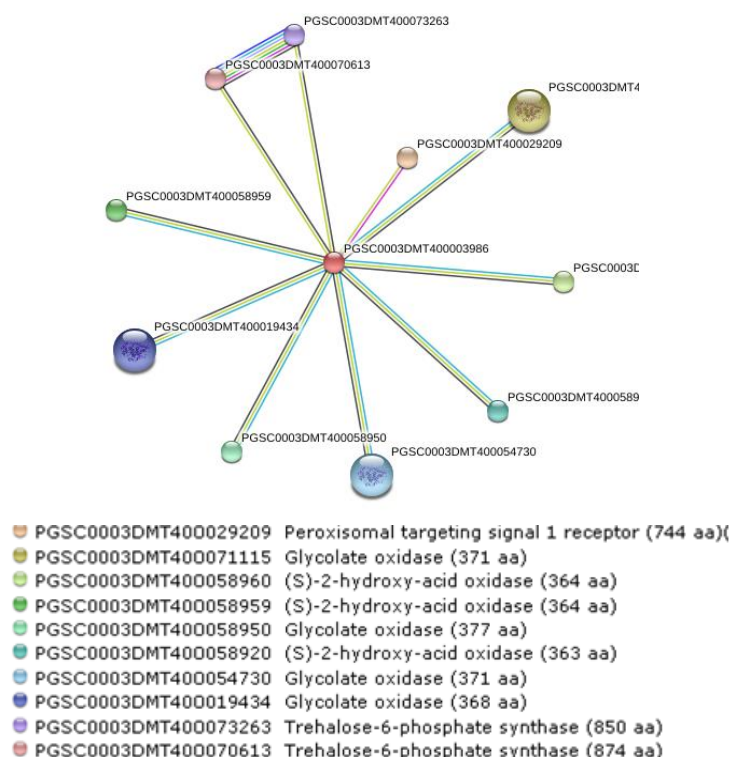 PGSC0003DMT400073263
PGSC0003DMT400070613
PGSC0003DMT4
PGSC0003DMT400029209
PGSC0003DMT400058959
PGSC0003DMT400003986
PGSC0003D
PGSC0003DMT400019434
PGSC0003DMT4000589
PGSC0003DMT400058950
PGSC0003DMT400054730
PGSC0003DMT400029209 Peroxisomal targeting signal 1 receptor (744 aa)(
PGSC0003DMT400071115 Glycolate oxidase (371 aa)
PGSC0003DMT400058960 (S)-2-hydroxy-acid oxidase (364 aa)
PGSC0003DMT400058959 (S)-2-hydroxy-acid oxidase (364 aa)
PGSC0003DMT400058950 Glycolate oxidase (377 aa)
PGSC0003DMT400058920 (S)-2-hydroxy-acid oxidase (363 aa)
PGSC0003DMT400054730 Glycolate oxidase (371 aa)
PGSC0003DMT400019434 Glycolate oxidase (368 aa)
PGSC0003DMT400073263 Trehalose-6-phosphate synthase (850 aa)
PGSC0003DMT400070613 Trehalose-6-phosphate synthase (874 aa)